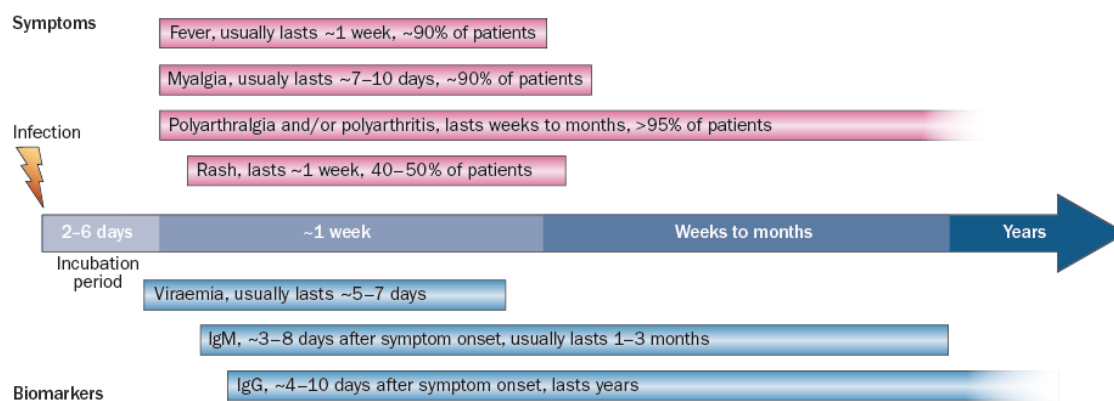 Symptoms
Fever, usually lasts ~1 week, ~90% of patients
Myalgia, usualy lasts ~7–10 days, ~90% of patients
Infection
Polyarthralgia and/or polyarthritis, lasts weeks to months, >95% of patients
Rash, lasts ~1 week, 40–50% of patients
2–6 days
~1 week
Weeks to months
Years
Incubation
period
Viraemia, usually lasts ~5–7 days
IgM, ~3–8 days after symptom onset, usually lasts 1–3 months
IgG, ~4–10 days after symptom onset, lasts years
Biomarkers